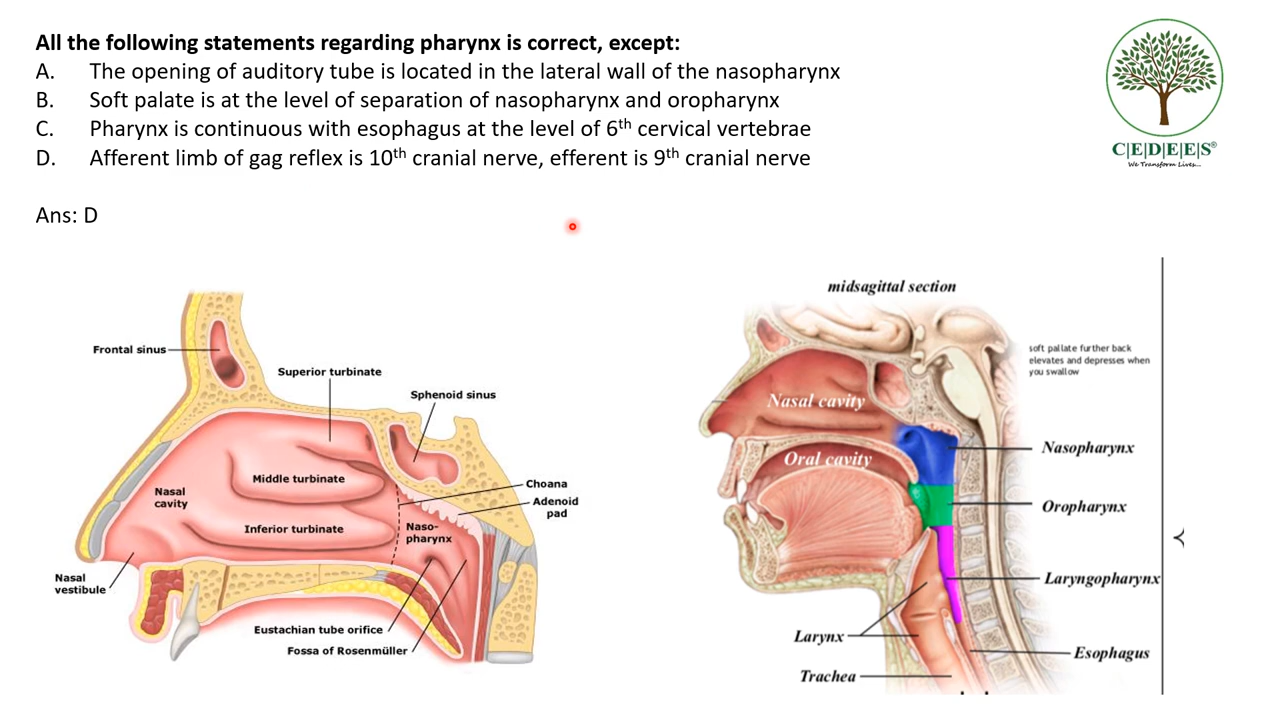 All the following statements regarding pharynx is correct, except:
A. The opening of auditory tube is located in the lateral wall of the nasopharynx
B. Soft palate is at the level of separation of nasopharynx and oropharynx
C. Pharynx is continuous with esophagus at the level of 6th cervical vertebrae
D. Afferent limb of gag reflex is 10th cranial nerve, efferent is 9th cranial nerve
Ans: D
C|E|D|E|E|S®
We Transform Lives...
Frontal sinus
Superior turbinate
Sphenoid sinus
Middle turbinate
Choana
Nasal
cavity
Adenoid
pad
Inferior turbinate
Naso-
pharynx
Nasal
vestibule
Eustachian tube orifice
Fossa of Rosenmüller
midsagittal section
soft pallate further back
elevates and depresses when
you swallow
Nasal cavity
Nasopharynx
Oral cavity
Oropharynx
Laryngopharynx
Larynx
Esophagus
Trachea